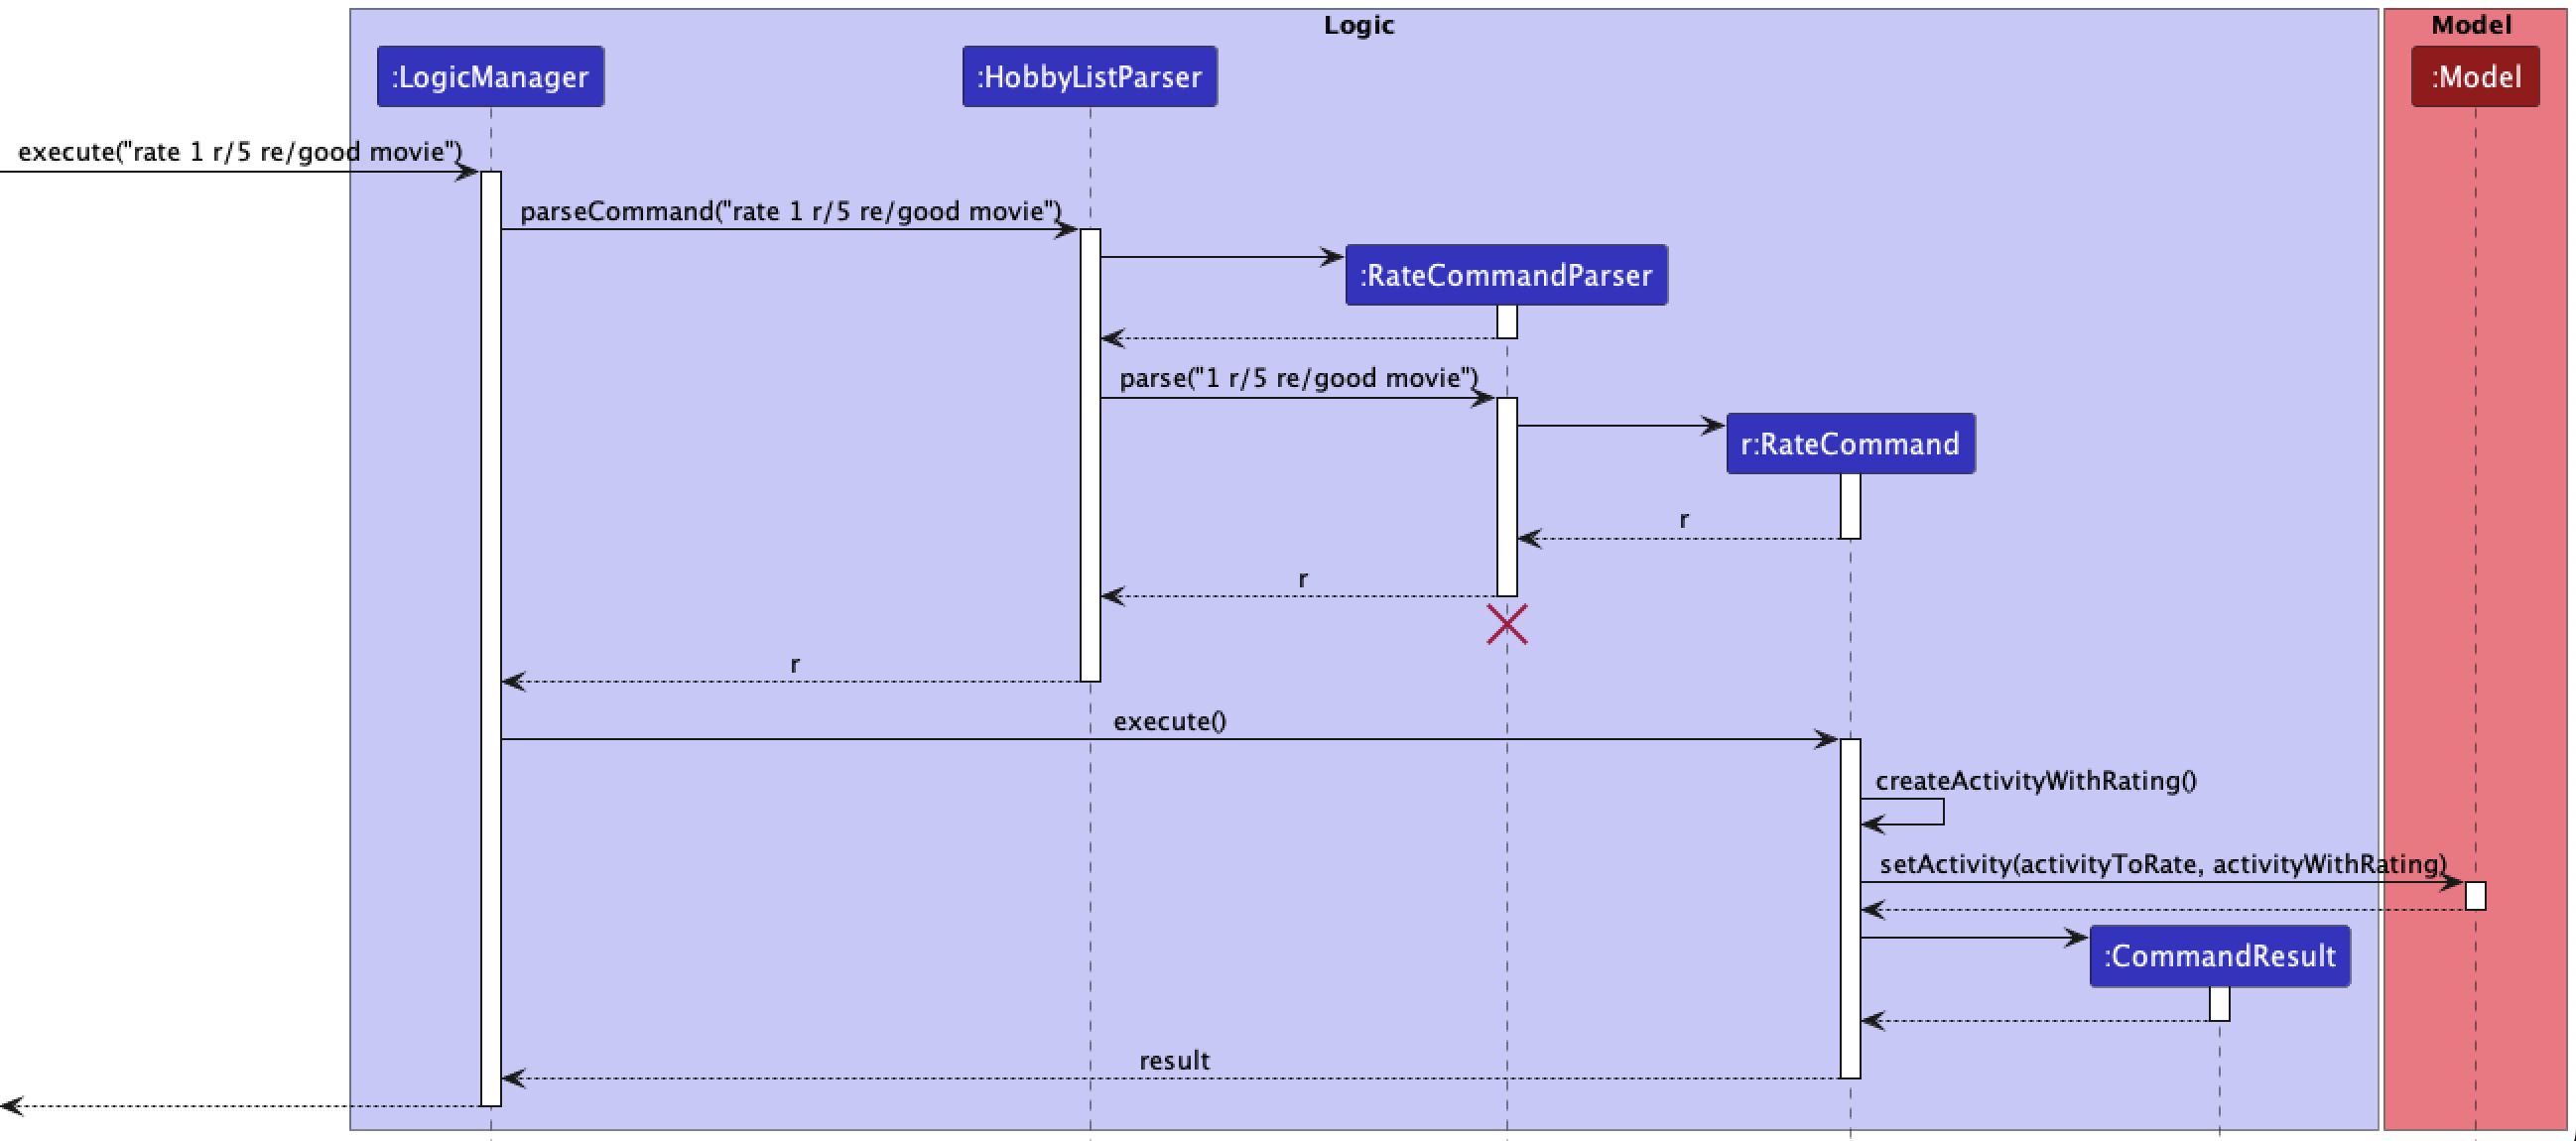 Logic
Model
:LogicManager
:HobbyListParser
:Model
execute("rate 1 r/5 re/good movie")
parseCommand("rate 1 r/5 re/good movie")
:RateCommandParser
parse("1 r/5 re/good movie")
r:RateCommand
r
r
r
execute()
createActivityWithRating()
setActivity(activityToRate, activityWithRating)
:CommandResult
result